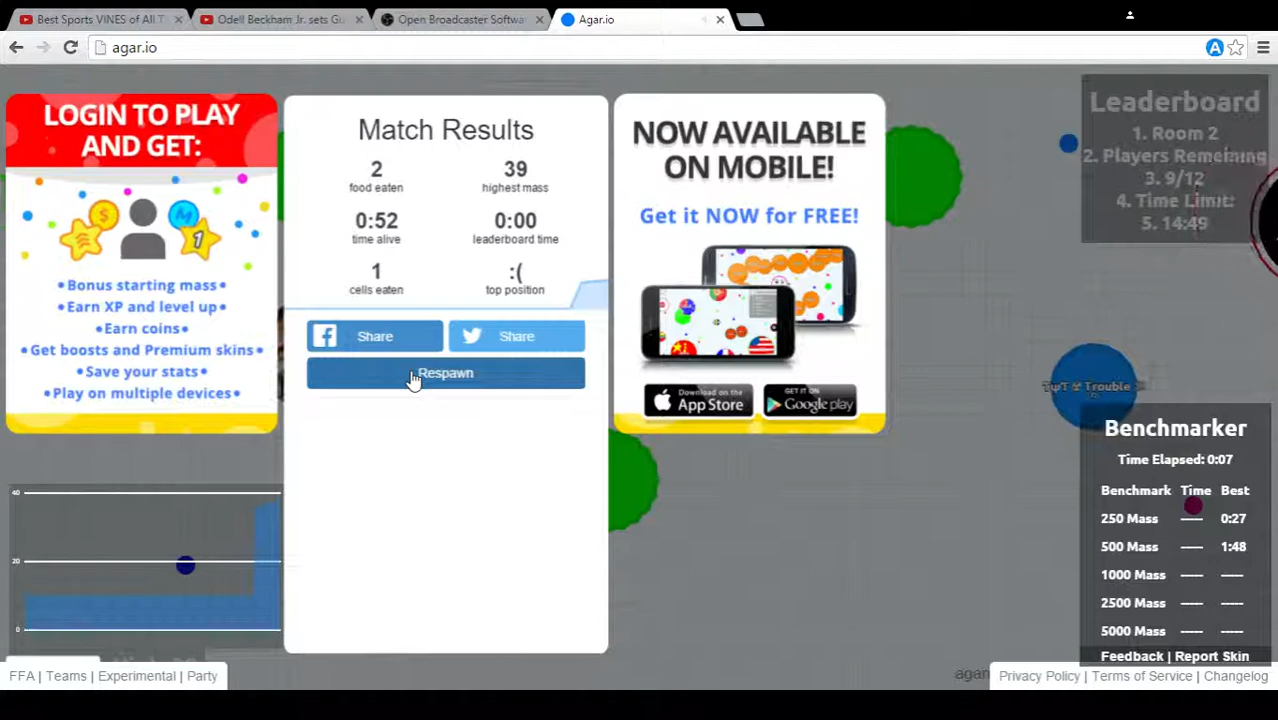 Best Sports VINES of All T
Odell Beckham Jr. sets Gu
Open Broadcaster Softwar
Agar.io
agar.io
LOGIN TO PLAY
AND GET:
•Bonus starting mass•
•Earn XP and level up•
•Earn coins•
•Get boosts and Premium skins•
•Save your stats•
•Play on multiple devices•
Match Results
2 39
food eaten highest mass
0:52 0:00
time alive leaderboard time
1 :(
cells eaten top position
Share Share
Respawn
NOW AVAILABLE
ON MOBILE!
Get it NOW for FREE!
Download on the
App Store
GET IT ON
Google play
Leaderboard
1. Room 2
2. Players Remaining
3. 9/12
4. Time Limit:
5. 14:49
Trouble
Benchmarker
Time Elapsed: 0:07
Benchmark Time Best
250 Mass ----- 0:27
500 Mass ----- 1:48
1000 Mass ----- -----
2500 Mass ----- -----
5000 Mass ----- -----
Feedback | Report Skin
40
20
0
FFA | Teams | Experimental | Party
agar
Privacy Policy | Terms of Service | Changelog